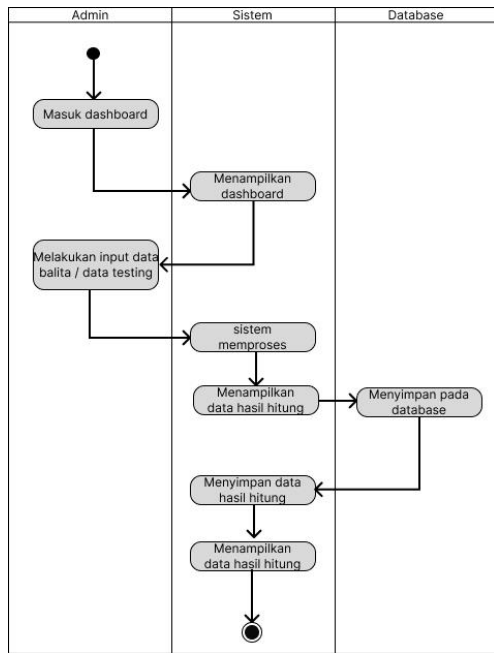 Admin
Sistem
Database
Masuk dashboard
Menampilkan
dashboard
Melakukan input data
balita / data testing
sistem
memproses
Menampilkan
data hasil hitung
Menyimpan pada
database
Menyimpan data
hasil hitung
Menampilkan
data hasil hitung